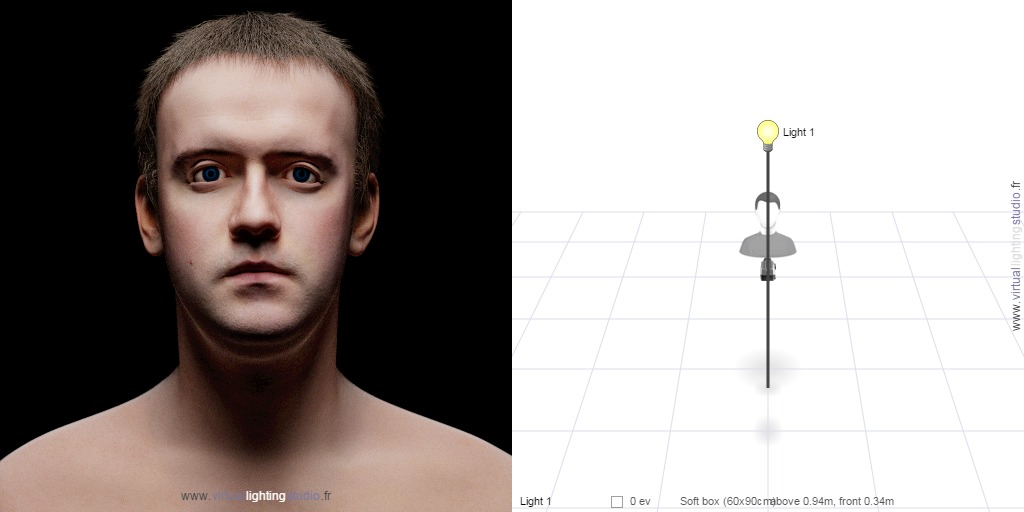 Light 1
www.virtuallightingstudio.fr
www.virtuallightingstudio.fr
Light 1
0 ev
Soft box (60x90cm)above 0.94m, front 0.34m